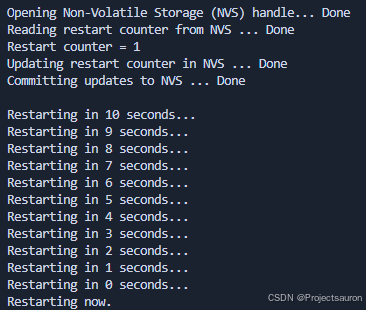 Opening Non-Volatile Storage (NVS) handle... Done
Reading restart counter from NVS ... Done
Restart counter = 1
Updating restart counter in NVS ... Done
Committing updates to NVS ... Done
Restarting in 10 seconds...
Restarting in 9 seconds...
Restarting in 8 seconds...
Restarting in 7 seconds...
Restarting in 6 seconds...
Restarting in 5 seconds...
Restarting in 4 seconds...
Restarting in 3 seconds...
Restarting in 2 seconds...
Restarting in 1 seconds...
Restarting in 0 seconds...
Restarting now.
CSDN @Projectsauron